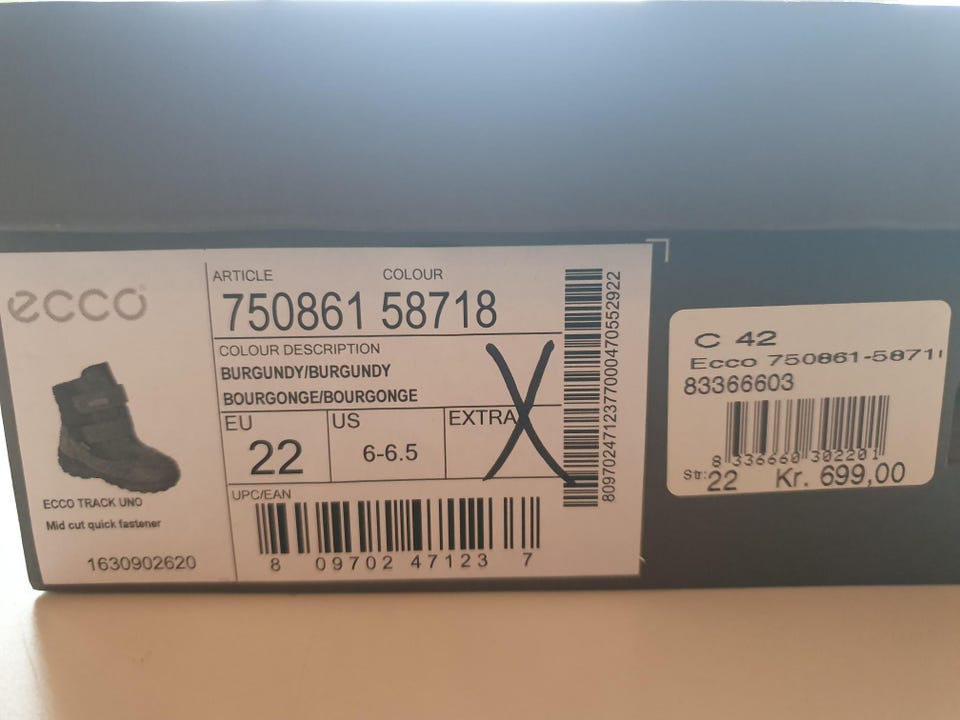 ecco
ECCO TRACK UNO
Mid cut quick fastener
1630902620
ARTICLE COLOUR
750861 58718
COLOUR DESCRIPTION
BURGUNDY/BURGUNDY
BOURGONGE/BOURGONGE
EU US EXTRA
22 6-6.5
X
UPC/EAN
8 09702 47123 7
809702471237700047055292​2
C 42
Ecco 750861-5871
83366603
8 336660 302201
Str: 22 Kr. 699,00